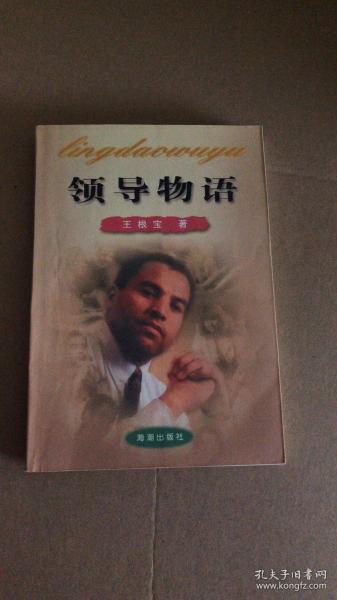 lingdaowuyu
领导物语
王根宝 著
海潮出版社
孔夫子旧书网
www.kongfz.com